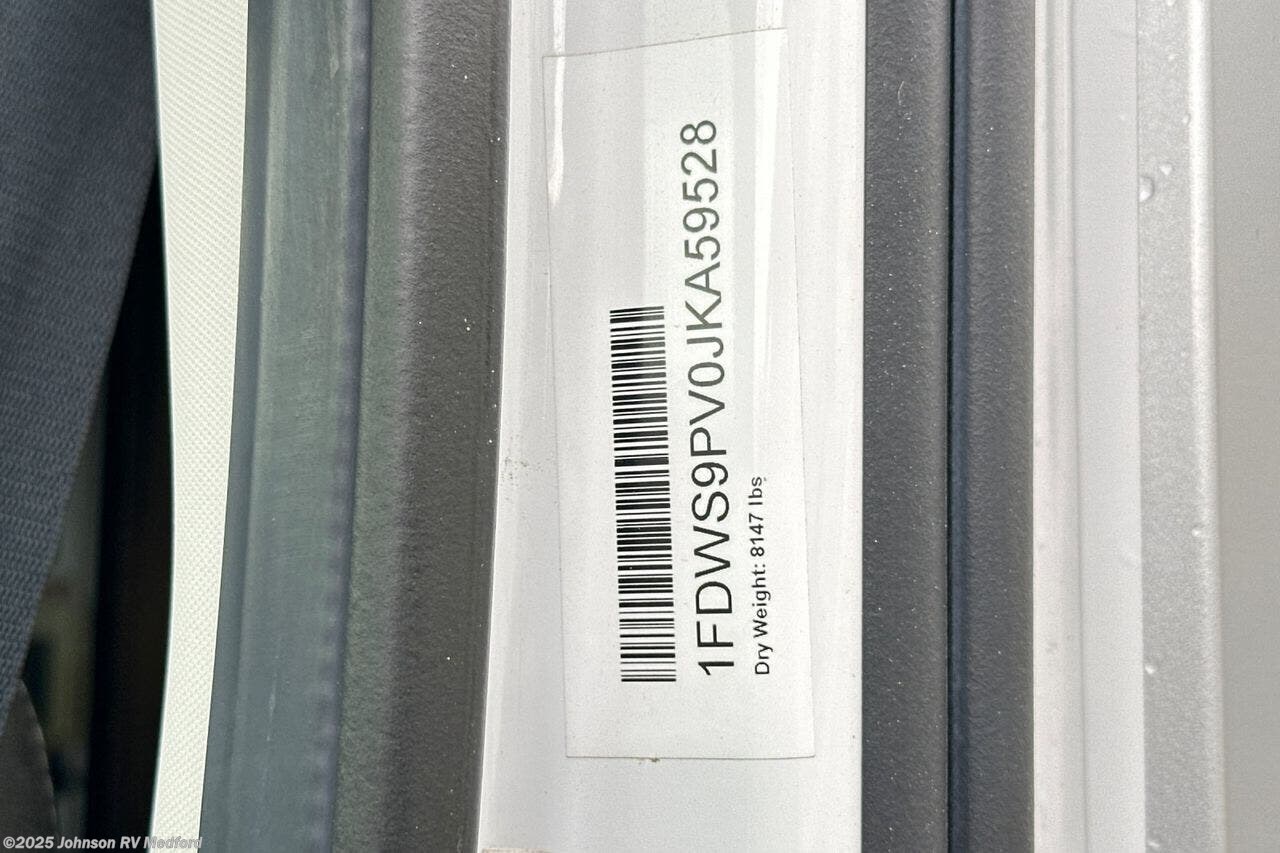 1FDWS9PV0JKA59528
Dry Weight: 8147 lbs
©2025 Johnson RV Medford